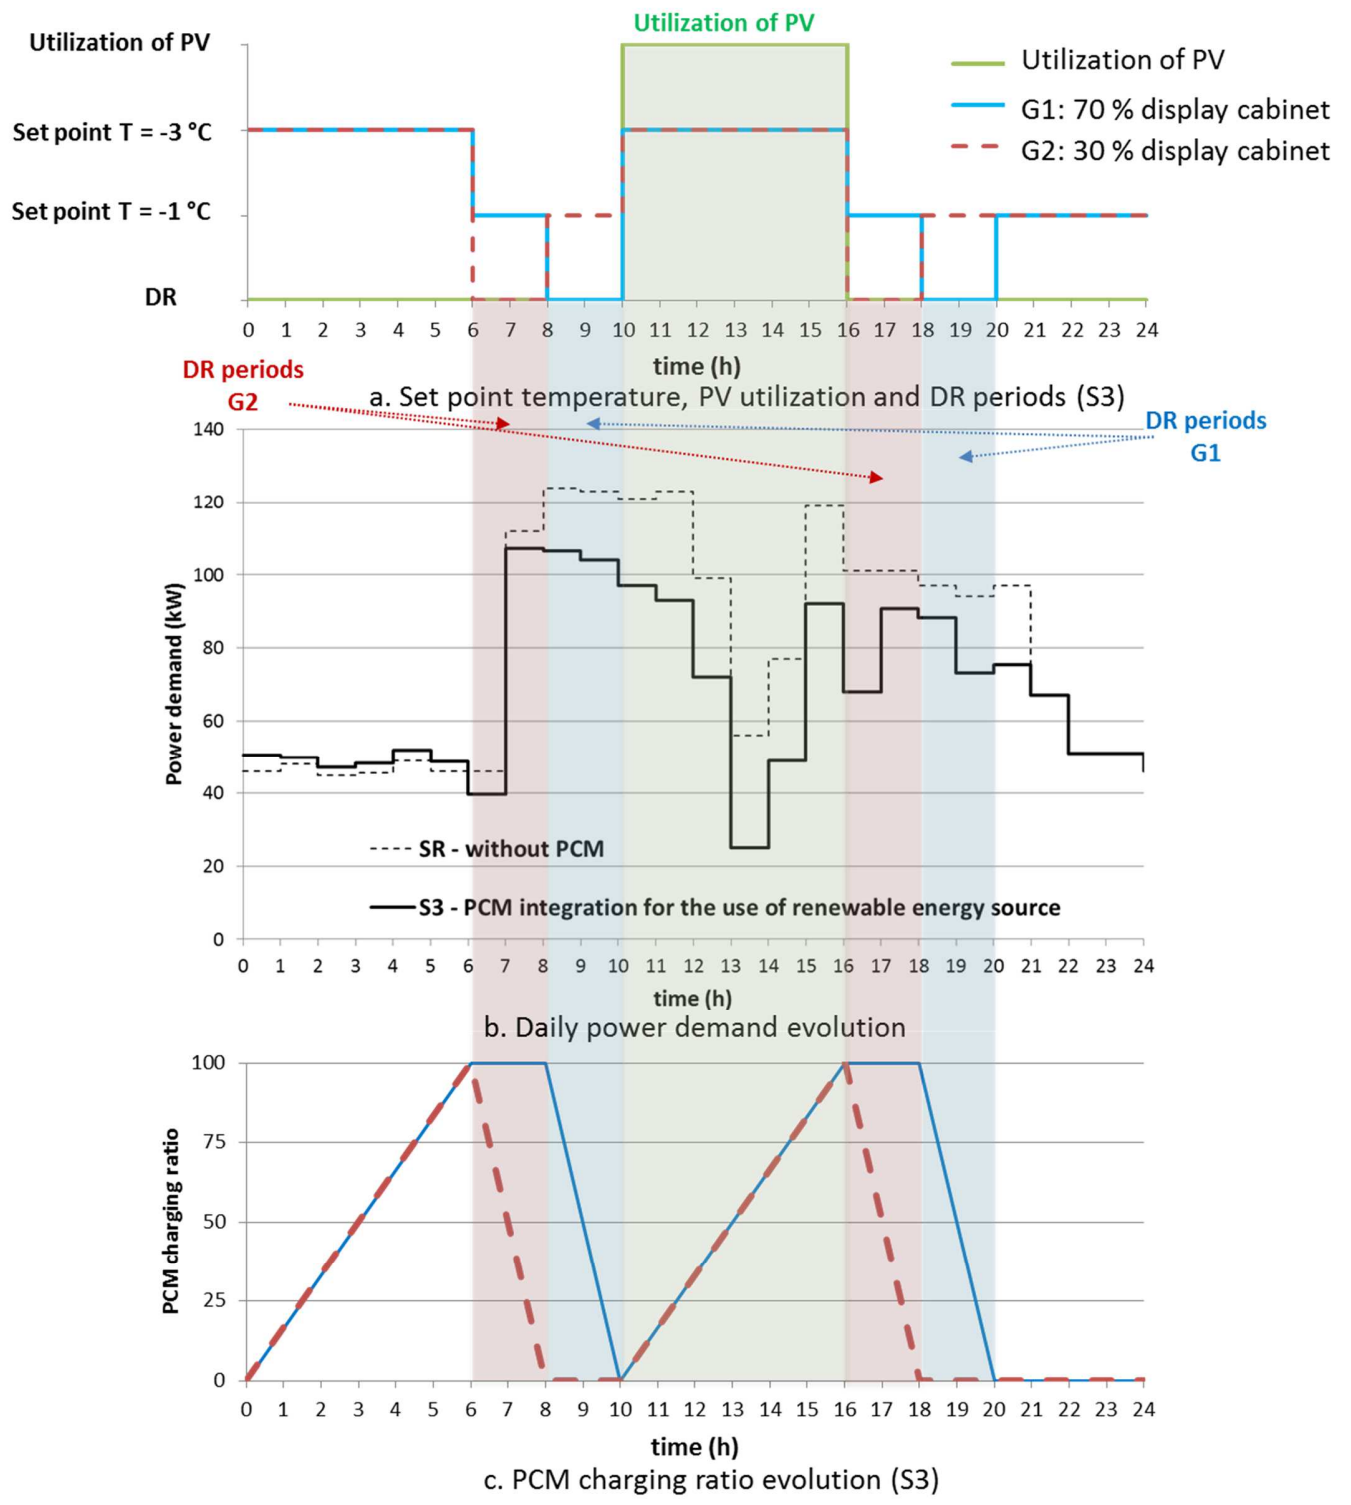 Utilization of PV
Utilization of PV
Set point T = -3 °C
Set point T = -1 °C
DR
Utilization of PV
G1: 70 % display cabinet
G2: 30 % display cabinet
0 1 2 3 4 5 6 7 8 9 10 11 12 13 14 15 16 17 18 19 20 21 22 23 24
time (h)
a. Set point temperature, PV utilization and DR periods (S3)
DR periods
G2
DR periods
G1
140
120
100
80
60
40
20
0
Power demand (kW)
SR - without PCM
S3 - PCM integration for the use of renewable energy source
0 1 2 3 4 5 6 7 8 9 10 11 12 13 14 15 16 17 18 19 20 21 22 23 24
time (h)
b. Daily power demand evolution
100
75
50
25
0
PCM charging ratio
0 1 2 3 4 5 6 7 8 9 10 11 12 13 14 15 16 17 18 19 20 21 22 23 24
time (h)
c. PCM charging ratio evolution (S3)